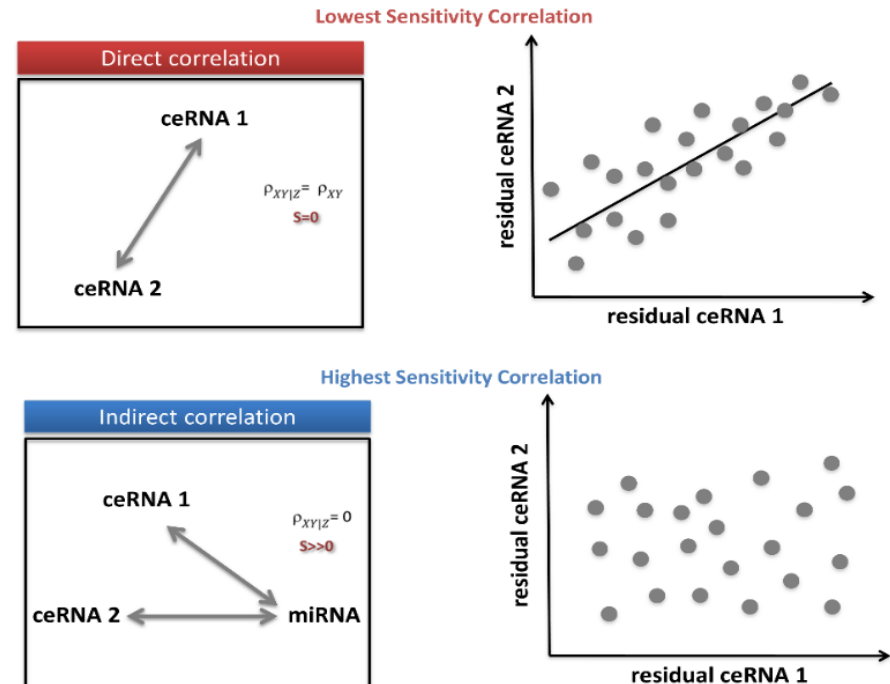 Lowest Sensitivity Correlation
Direct correlation
ceRNA 1
ρXY|Z= ρXY
S=0
ceRNA 2
residual ceRNA 2
residual ceRNA 1
Highest Sensitivity Correlation
Indirect correlation
ceRNA 1
ρXY|Z= 0
S>>0
ceRNA 2
miRNA
residual ceRNA 2
residual ceRNA 1